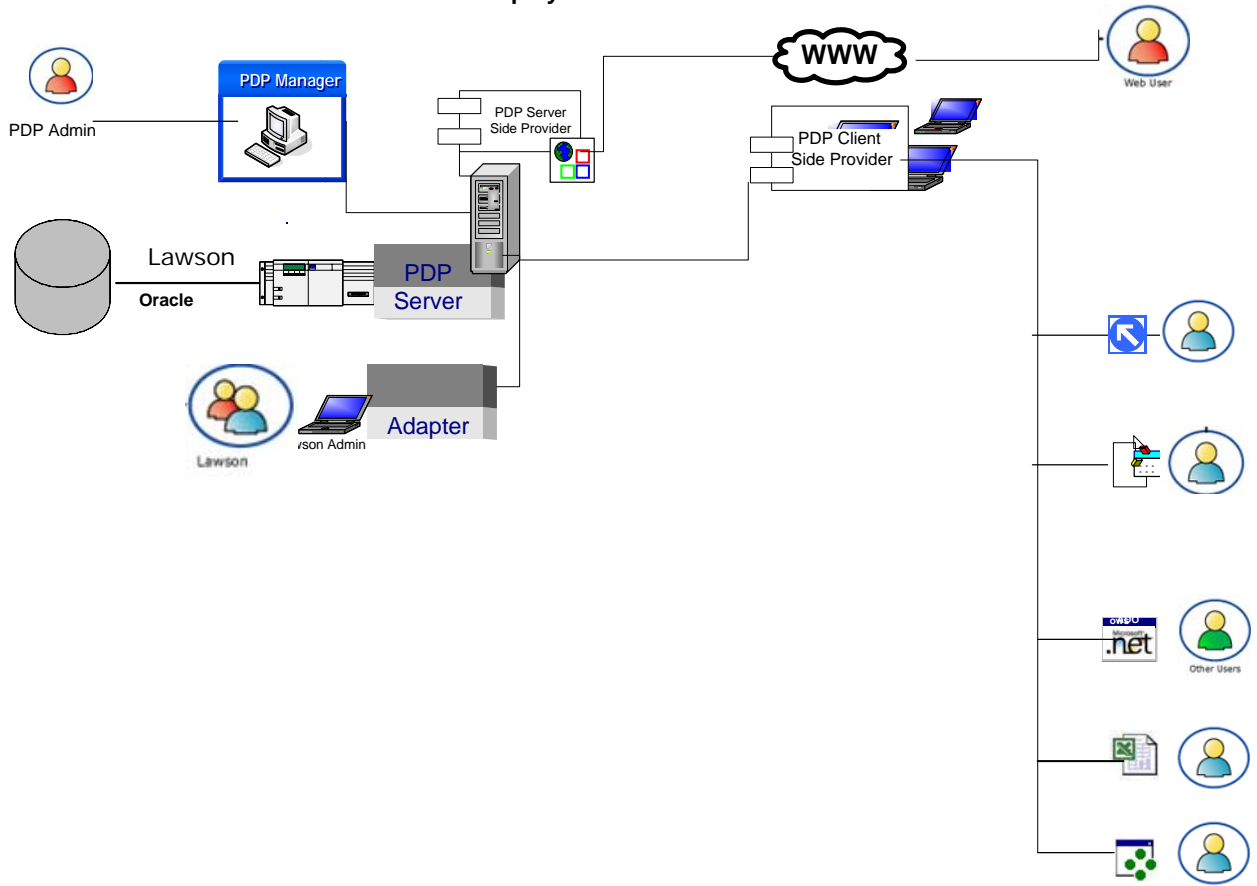 WWW
Web User
PDP Manager
PDP Admin
PDP Server
Side Provider
PDP Client
Side Provider
Lawson
Oracle
PDP
Server
Adapter
Admin
Lawson
Microsoft
.net
Other Users